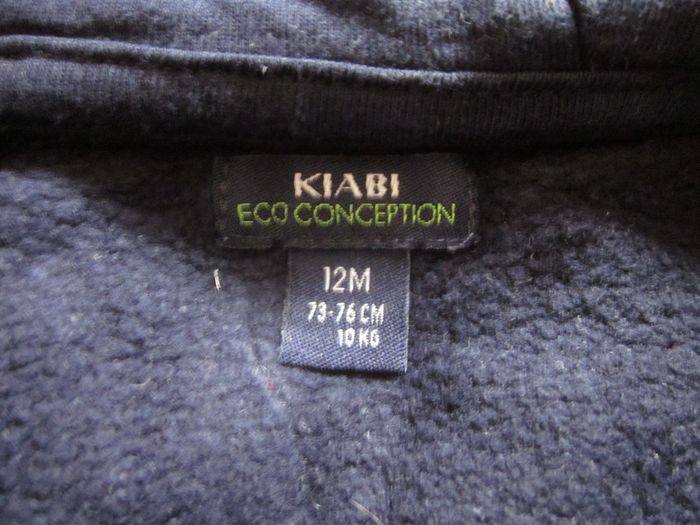 KIABI
ECO CONCEPTION
12M
73-76 CM
10 KG